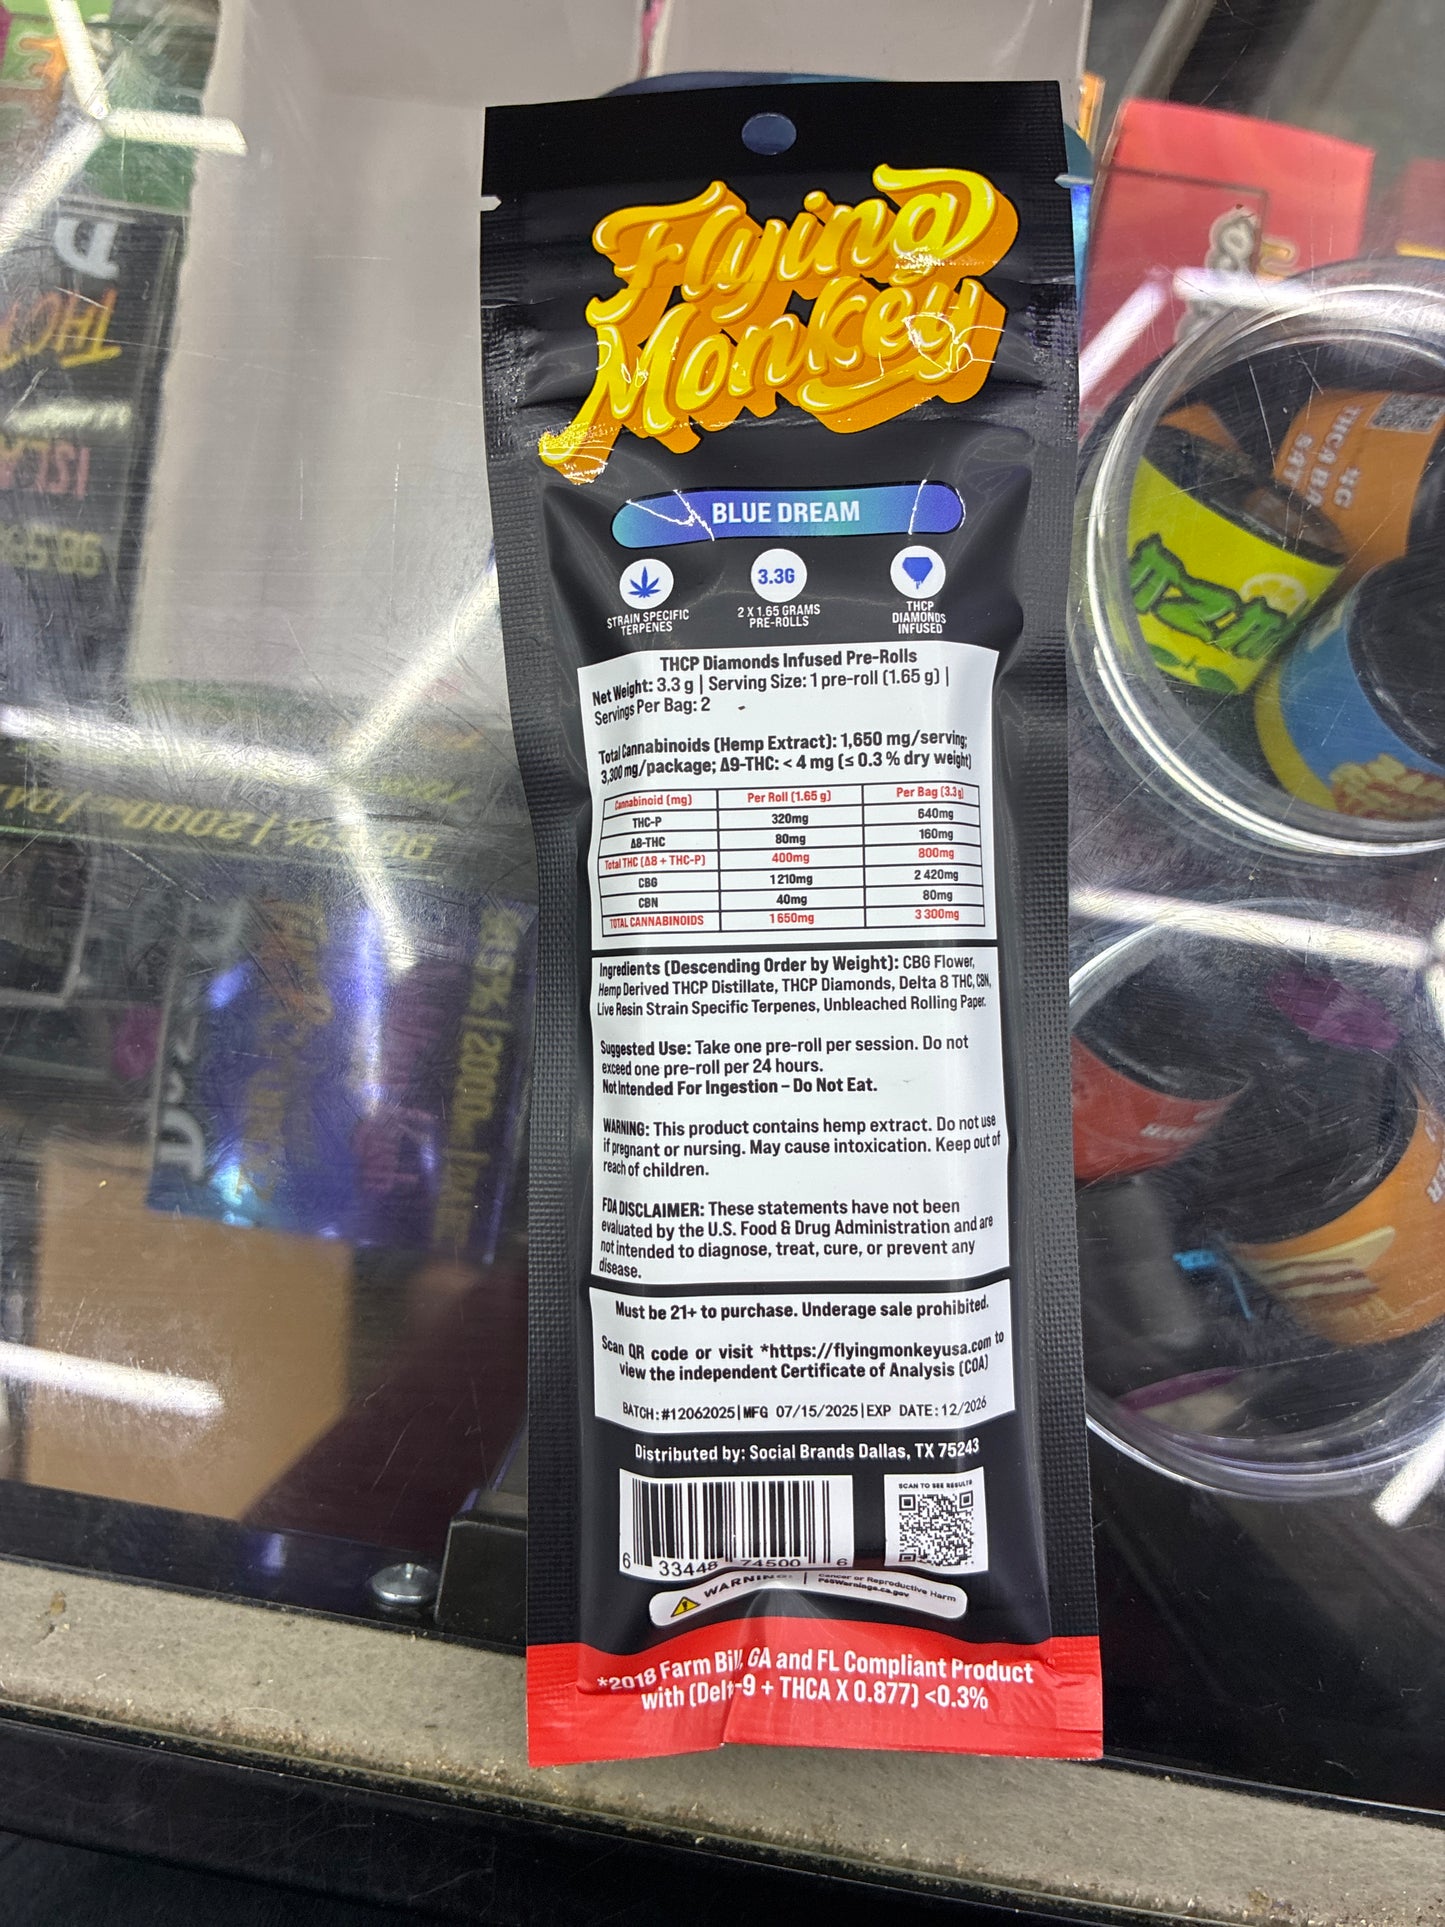 Flying
Monkey
BLUE DREAM
3.3G
STRAIN SPECIFIC
TERPENES
2 X 1.65 GRAMS
PRE-ROLLS
THCP
DIAMONDS
INFUSED
THCP Diamonds Infused Pre-Rolls
Net Weight: 3.3 g | Serving Size: 1 pre-roll (1.65 g) |
Servings Per Bag: 2
Total Cannabinoids (Hemp Extract): 1,650 mg/serving;
3,300 mg/package; Δ9-THC: < 4 mg (≤ 0.3 % dry weight)
Cannabinoid (mg) Per Roll (1.65 g) Per Bag (3.3 g)
THC-P 320mg 640mg
Δ8-THC 80mg 160mg
Total THC (Δ8 + THC-P) 400mg 800mg
CBG 1 210mg 2 420mg
CBN 40mg 80mg
TOTAL CANNABINOIDS 1 650mg 3 300mg
Ingredients (Descending Order by Weight): CBG Flower,
Hemp Derived THCP Distillate, THCP Diamonds, Delta 8 THC, CBN,
Live Resin Strain Specific Terpenes, Unbleached Rolling Paper.
Suggested Use: Take one pre-roll per session. Do not
exceed one pre-roll per 24 hours.
Not Intended For Ingestion – Do Not Eat.
WARNING: This product contains hemp extract. Do not use
if pregnant or nursing. May cause intoxication. Keep out of
reach of children.
FDA DISCLAIMER: These statements have not been
evaluated by the U.S. Food & Drug Administration and are
not intended to diagnose, treat, cure, or prevent any
disease.
Must be 21+ to purchase. Underage sale prohibited.
Scan QR code or visit *https://flyingmonkeyusa.com to
view the independent Certificate of Analysis (COA)
BATCH:#12062025|MFG 07/15/2025|EXP DATE:12/2026
Distributed by: Social Brands Dallas, TX 75243
SCAN TO SEE RESULTS
6 33448 74500 6
WARNING: Cancer or Reproductive Harm
P65Warnings.ca.gov
*2018 Farm Bill, GA and FL Compliant Product
with (Delt-9 + THCA X 0.877) <0.3%